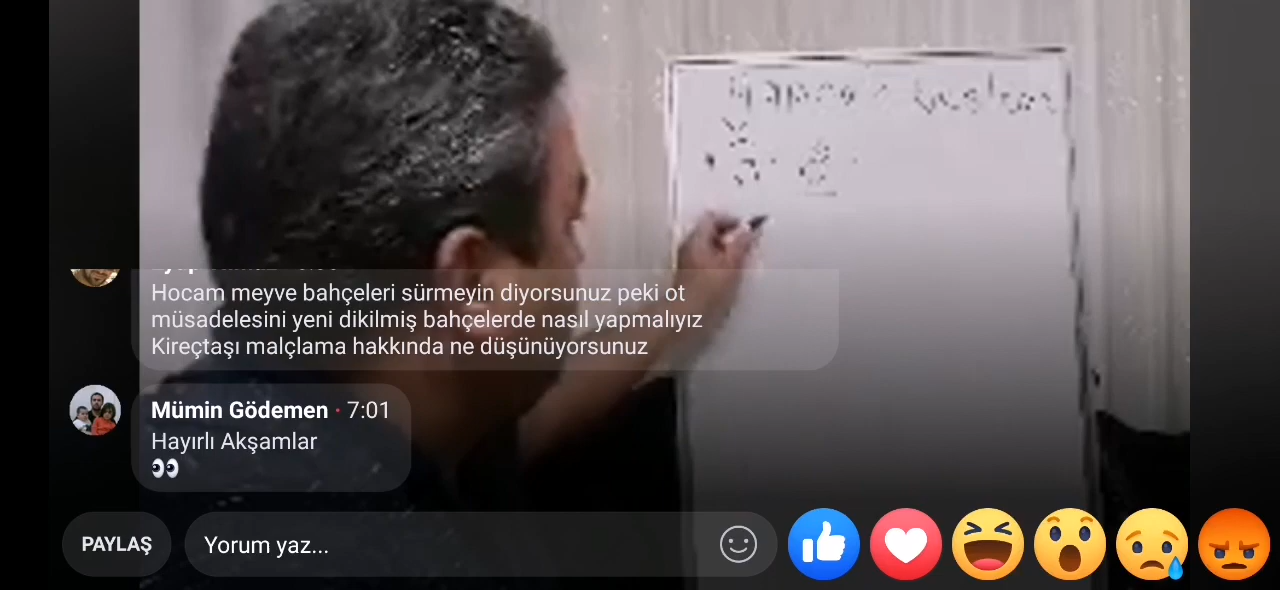 Hocam meyve bahçeleri sürmeyin diyorsunuz peki ot
müsadelesini yeni dikilmiş bahçelerde nasıl yapmalıyız
Kireçtaşı malçlama hakkında ne düşünüyorsunuz
Mümin Gödemen • 7:01
Hayırlı Akşamlar
👀
PAYLAŞ
Yorum yaz...